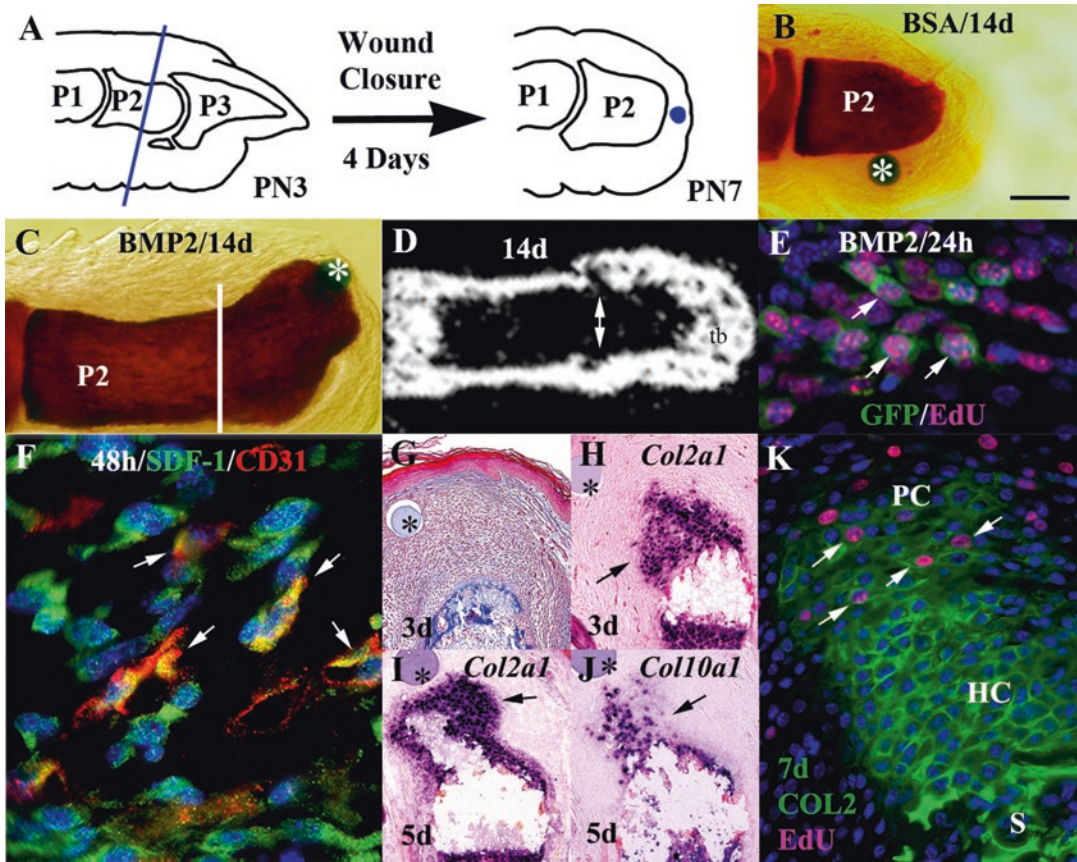 A
P1
P2
P3
PN3
Wound
Closure
4 Days
P1
P2
PN7
B
BSA/14d
P2
*
C
BMP2/14d
*
P2
D
14d
tb
E
BMP2/24h
GFP/EdU
F
48h/SDF-1/CD31
G
*
3d
H
Col2a1
*
3d
I
Col2a1
*
5d
J
Col10a1
*
5d
K
PC
HC
7d
COL2
EdU
S